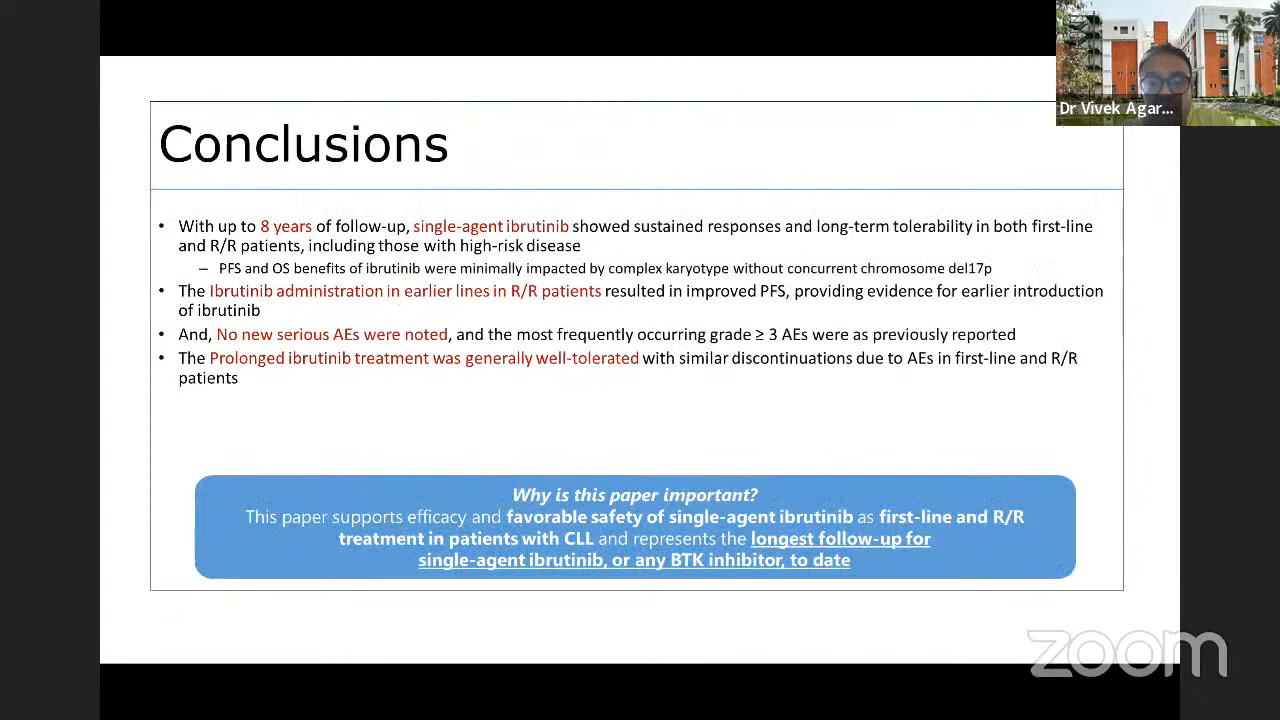 Dr Vivek Agar...
Conclusions
• With up to 8 years of follow-up, single-agent ibrutinib showed sustained responses and long-term tolerability in both first-line
and R/R patients, including those with high-risk disease
– PFS and OS benefits of ibrutinib were minimally impacted by complex karyotype without concurrent chromosome del17p
• The Ibrutinib administration in earlier lines in R/R patients resulted in improved PFS, providing evidence for earlier introduction
of ibrutinib
• And, No new serious AEs were noted, and the most frequently occurring grade ≥ 3 AEs were as previously reported
• The Prolonged ibrutinib treatment was generally well-tolerated with similar discontinuations due to AEs in first-line and R/R
patients
Why is this paper important?
This paper supports efficacy and favorable safety of single-agent ibrutinib as first-line and R/R
treatment in patients with CLL and represents the longest follow-up for
single-agent ibrutinib, or any BTK inhibitor, to date
zoom